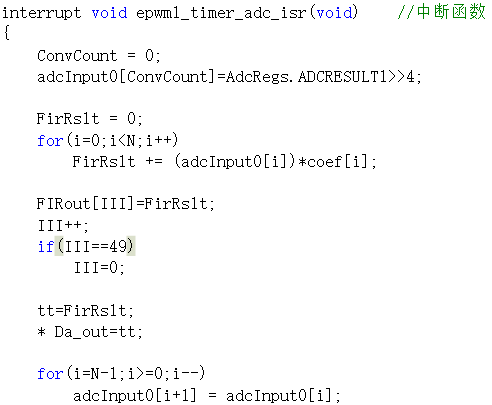 interrupt void epwm1_timer_adc_isr(void)    //中断函数
{
    ConvCount = 0;
    adcInput0[ConvCount]=AdcRegs.ADCRESULT1>>4;
    FirRslt = 0;
    for(i=0;i<N;i++)
        FirRslt += (adcInput0[i])*coef[i];
    FIRout[III]=FirRslt;
    III++;
    if(III==49)
        III=0;
    tt=FirRslt;
    * Da_out=tt;
    for(i=N-1;i>=0;i--)
        adcInput0[i+1] = adcInput0[i];